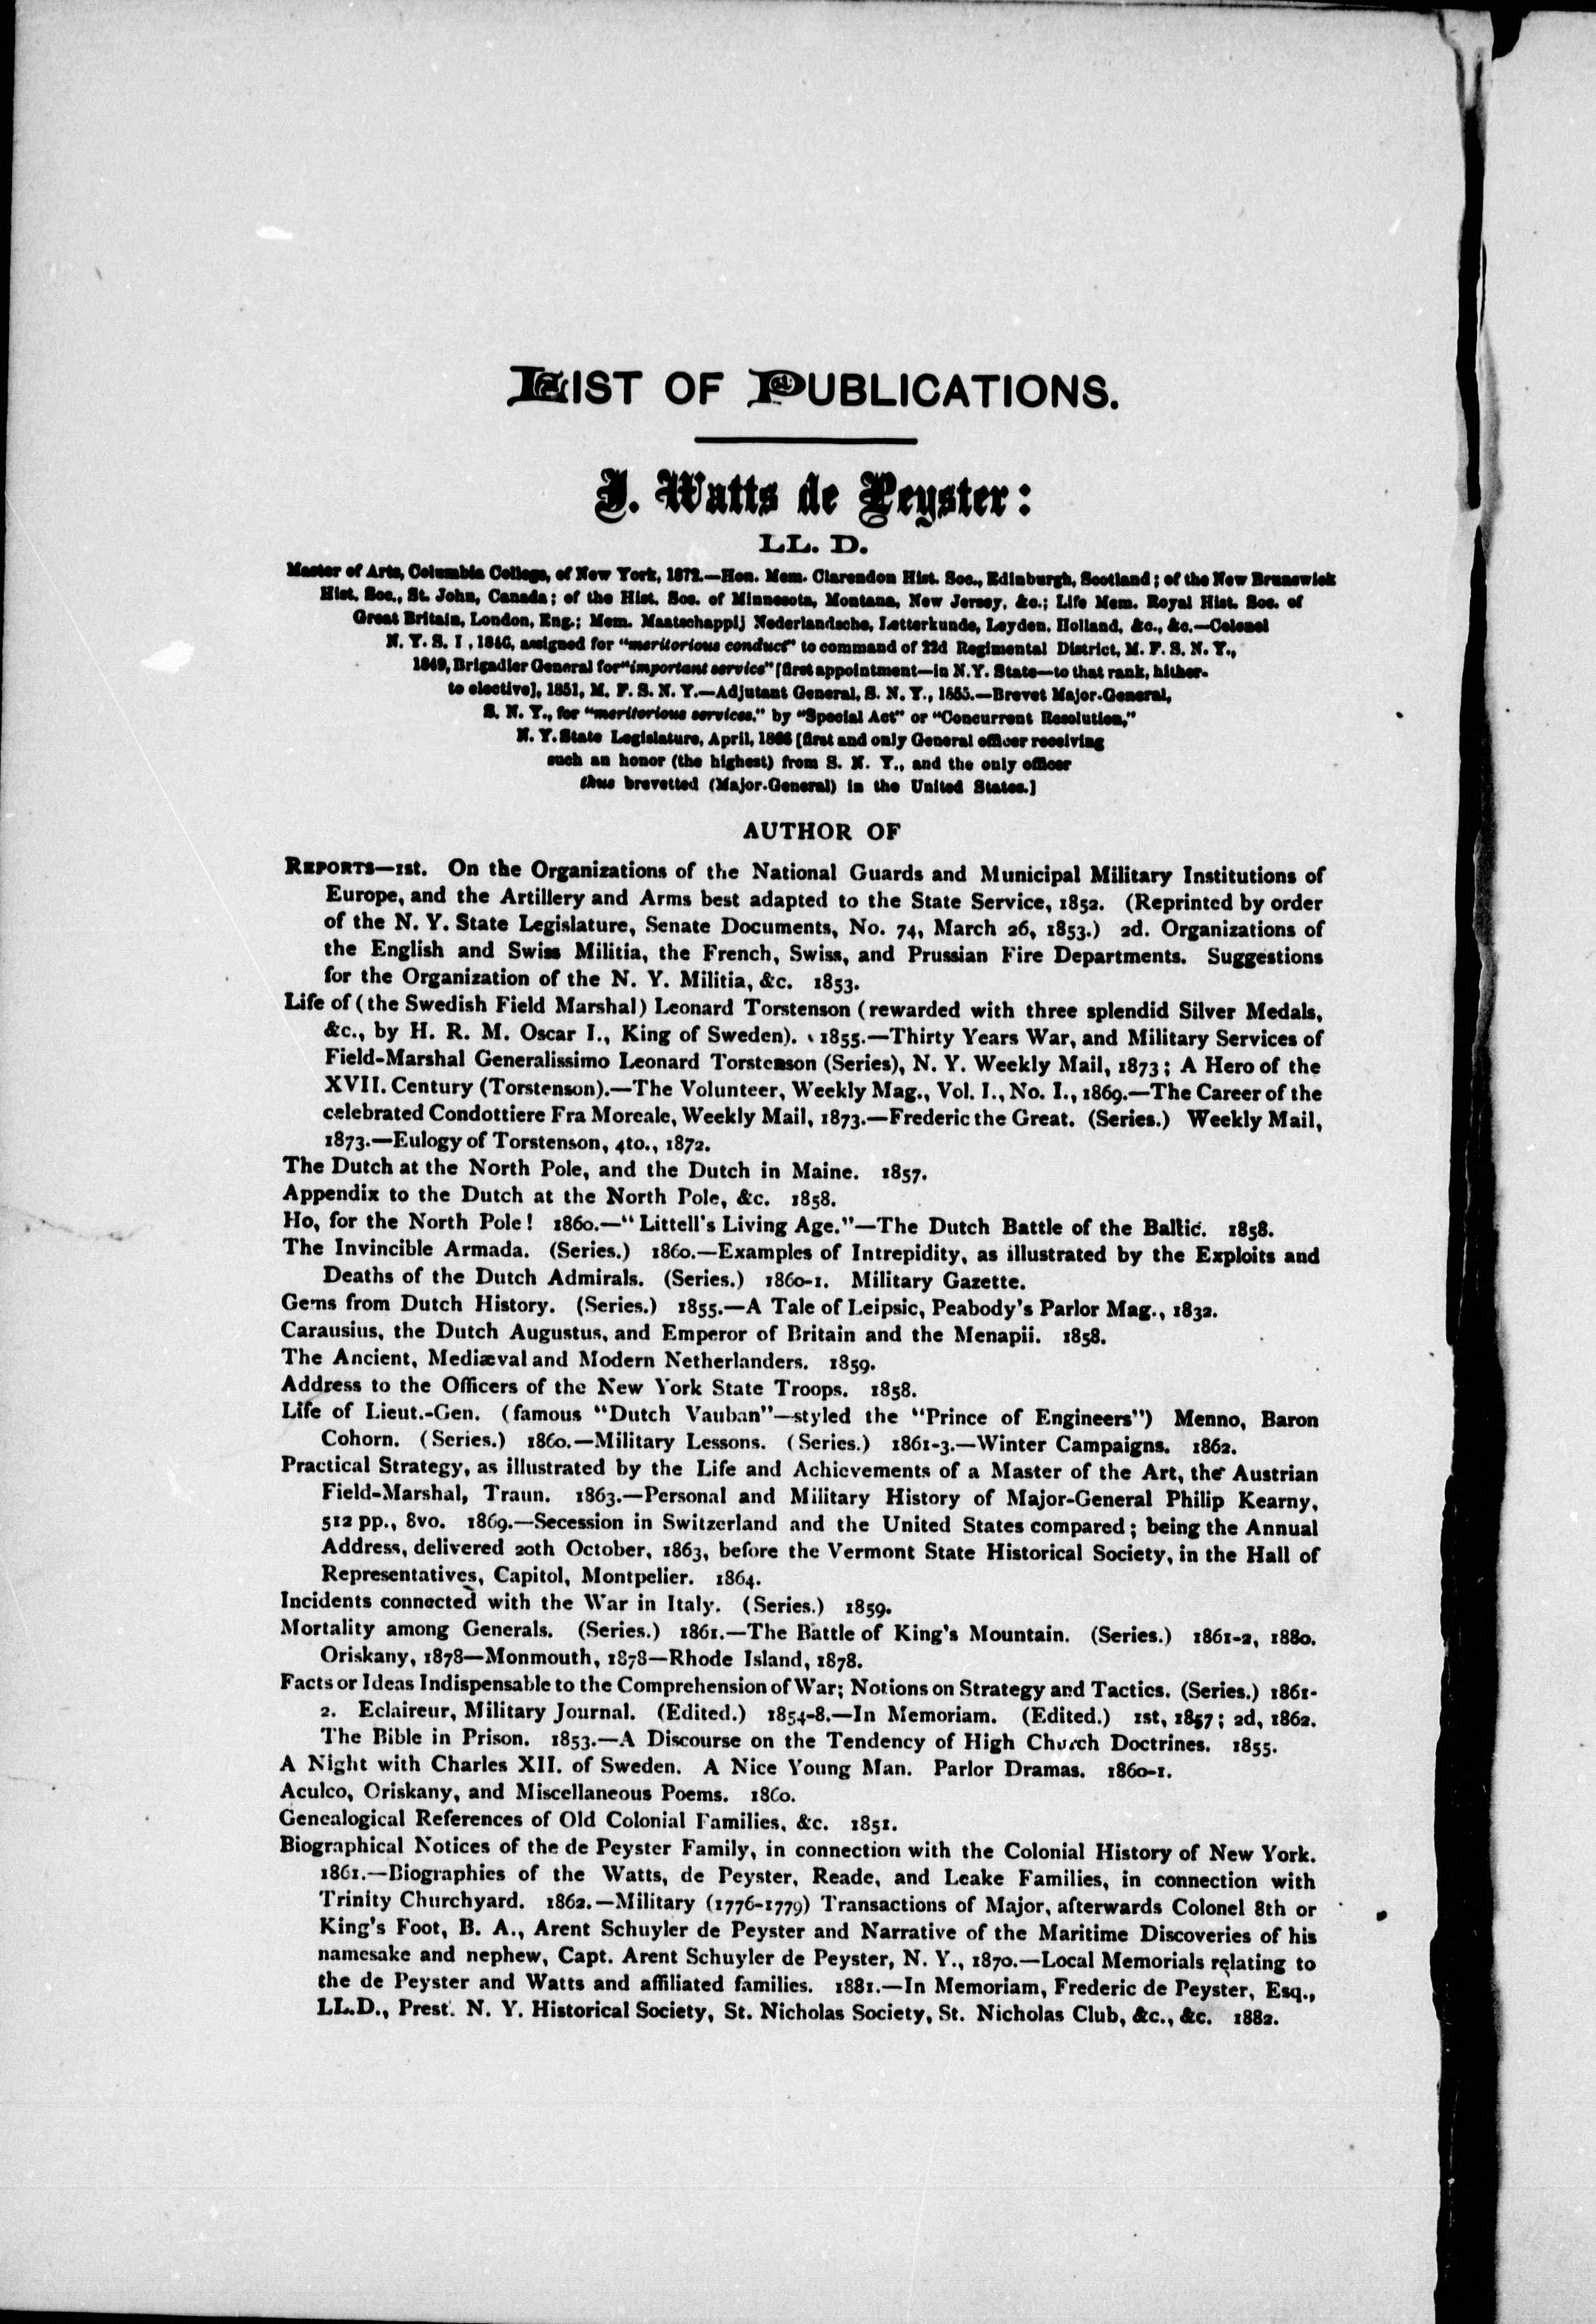 LIST OF PUBLICATIONS.
J. Watts de Peyster:
LL. D.
Master of Arts, Columbia College, of New York, 1872.—Hon. Mem. Clarendon Hist. Soc., Edinburgh, Scotland; of the New Brunswick
Hist. Soc., St. John, Canada; of the Hist. Soc. of Minnesota, Montana, New Jersey, &c.; Life Mem. Royal Hist. Soc. of
Great Britain, London, Eng.; Mem. Maatschappij Nederlandsche, Letterkunde, Leyden, Holland, &c., &c.—Colonel
N. Y. S. I , 1846, assigned for "meritorious conduct" to command of 22d Regimental District, M. F. S. N. Y.,
1849, Brigadier General for "important service" [first appointment—in N.Y. State—to that rank, hither-
to elective], 1851, M. F. S. N. Y.—Adjutant General, S. N. Y., 1855.—Brevet Major-General,
S. N. Y., for "meritorious services," by "Special Act" or "Concurrent Resolution,"
N. Y. State Legislature, April, 1866 [first and only General officer receiving
such an honor (the highest) from S. N. Y., and the only officer
thus brevetted (Major-General) in the United States.]
AUTHOR OF
REPORTS—1st. On the Organizations of the National Guards and Municipal Military Institutions of
Europe, and the Artillery and Arms best adapted to the State Service, 1852. (Reprinted by order
of the N. Y. State Legislature, Senate Documents, No. 74, March 26, 1853.) 2d. Organizations of
the English and Swiss Militia, the French, Swiss, and Prussian Fire Departments. Suggestions
for the Organization of the N. Y. Militia, &c. 1853.
Life of (the Swedish Field Marshal) Leonard Torstenson (rewarded with three splendid Silver Medals,
&c., by H. R. M. Oscar I., King of Sweden). 1855.—Thirty Years War, and Military Services of
Field-Marshal Generalissimo Leonard Torstenson (Series), N. Y. Weekly Mail, 1873; A Hero of the
XVII. Century (Torstenson).—The Volunteer, Weekly Mag., Vol. I., No. I., 1869.—The Career of the
celebrated Condottiere Fra Moreale, Weekly Mail, 1873.—Frederic the Great. (Series.) Weekly Mail,
1873.—Eulogy of Torstenson, 4to., 1872.
The Dutch at the North Pole, and the Dutch in Maine. 1857.
Appendix to the Dutch at the North Pole, &c. 1858.
Ho, for the North Pole! 1860.—"Littell's Living Age."—The Dutch Battle of the Baltic. 1858.
The Invincible Armada. (Series.) 1860.—Examples of Intrepidity, as illustrated by the Exploits and
Deaths of the Dutch Admirals. (Series.) 1860-1. Military Gazette.
Gems from Dutch History. (Series.) 1855.—A Tale of Leipsic, Peabody's Parlor Mag., 1832.
Carausius, the Dutch Augustus, and Emperor of Britain and the Menapii. 1858.
The Ancient, Mediæval and Modern Netherlanders. 1859.
Address to the Officers of the New York State Troops. 1858.
Life of Lieut.-Gen. (famous "Dutch Vauban"—styled the "Prince of Engineers") Menno, Baron
Cohorn. (Series.) 1860.—Military Lessons. (Series.) 1861-3.—Winter Campaigns. 1862.
Practical Strategy, as illustrated by the Life and Achievements of a Master of the Art, the Austrian
Field-Marshal, Traun. 1863.—Personal and Military History of Major-General Philip Kearny,
512 pp., 8vo. 1869.—Secession in Switzerland and the United States compared; being the Annual
Address, delivered 20th October, 1863, before the Vermont State Historical Society, in the Hall of
Representatives, Capitol, Montpelier. 1864.
Incidents connected with the War in Italy. (Series.) 1859.
Mortality among Generals. (Series.) 1861.—The Battle of King's Mountain. (Series.) 1861-2, 1880.
Oriskany, 1878—Monmouth, 1878—Rhode Island, 1878.
Facts or Ideas Indispensable to the Comprehension of War; Notions on Strategy and Tactics. (Series.) 1861-
2. Eclaireur, Military Journal. (Edited.) 1854-8.—In Memoriam. (Edited.) 1st, 1857; 2d, 1862.
The Bible in Prison. 1853.—A Discourse on the Tendency of High Church Doctrines. 1855.
A Night with Charles XII. of Sweden. A Nice Young Man. Parlor Dramas. 1860-1.
Aculco, Oriskany, and Miscellaneous Poems. 1860.
Genealogical References of Old Colonial Families, &c. 1851.
Biographical Notices of the de Peyster Family, in connection with the Colonial History of New York.
1861.—Biographies of the Watts, de Peyster, Reade, and Leake Families, in connection with
Trinity Churchyard. 1862.—Military (1776-1779) Transactions of Major, afterwards Colonel 8th or
King's Foot, B. A., Arent Schuyler de Peyster and Narrative of the Maritime Discoveries of his
namesake and nephew, Capt. Arent Schuyler de Peyster, N. Y., 1870.—Local Memorials relating to
the de Peyster and Watts and affiliated families. 1881.—In Memoriam, Frederic de Peyster, Esq.,
LL.D., Prest. N. Y. Historical Society, St. Nicholas Society, St. Nicholas Club, &c., &c. 1882.